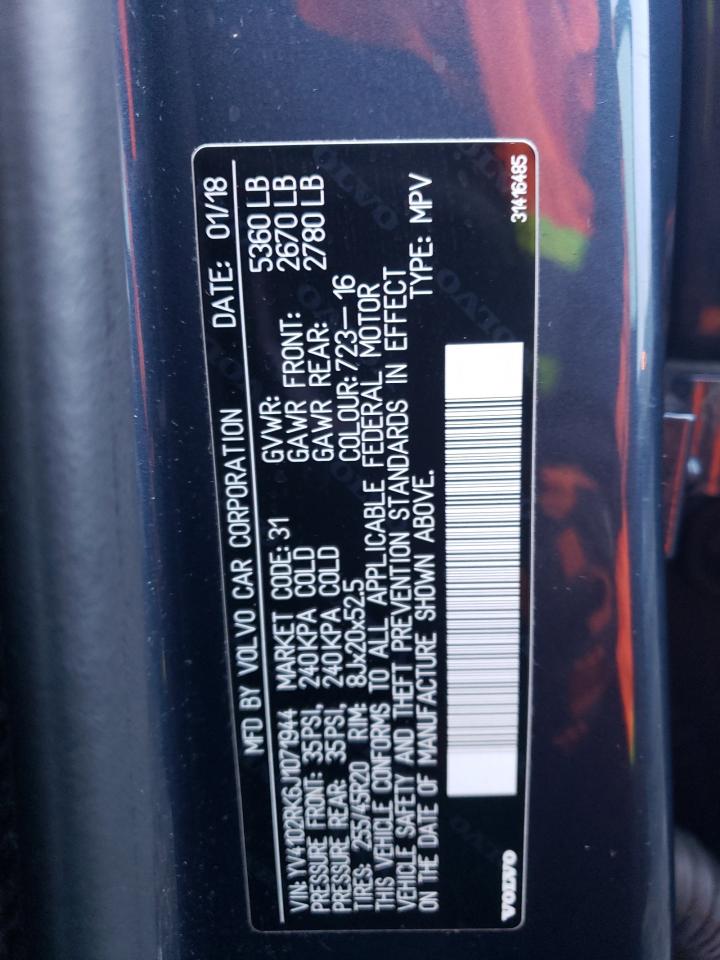 MFD BY VOLVO CAR CORPORATION DATE: 01/18
VIN: YV4102RK6J1071944 MARKET CODE: 31 GVWR: 5360 LB
PRESSURE FRONT: 35PSI, 240KPA COLD GAWR FRONT: 2670 LB
PRESSURE REAR: 35PSI, 240KPA COLD GAWR REAR: 2780 LB
TIRES: 255/45R20 RIM: 8Jx20x52.5 COLOUR: 723-16
THIS VEHICLE CONFORMS TO ALL APPLICABLE FEDERAL MOTOR
VEHICLE SAFETY AND THEFT PREVENTION STANDARDS IN EFFECT
ON THE DATE OF MANUFACTURE SHOWN ABOVE. TYPE: MPV
VOLVO 31416485